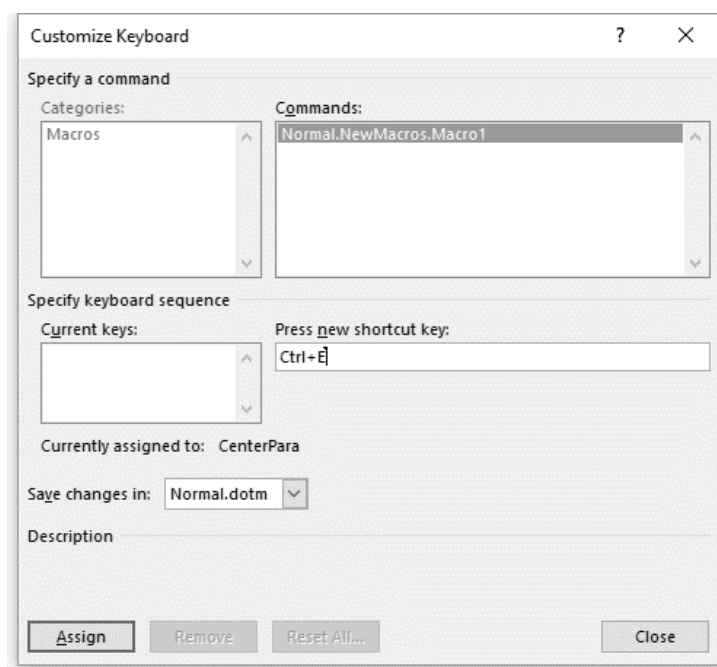 Customize Keyboard ? ×
Specify a command
Categories: Commands:
Macros Normal.NewMacros.Macro1
Specify keyboard sequence
Current keys: Press new shortcut key:
Ctrl+E
Currently assigned to: CenterPara
Save changes in: Normal.dotm
Description
Assign Remove Reset All... Close